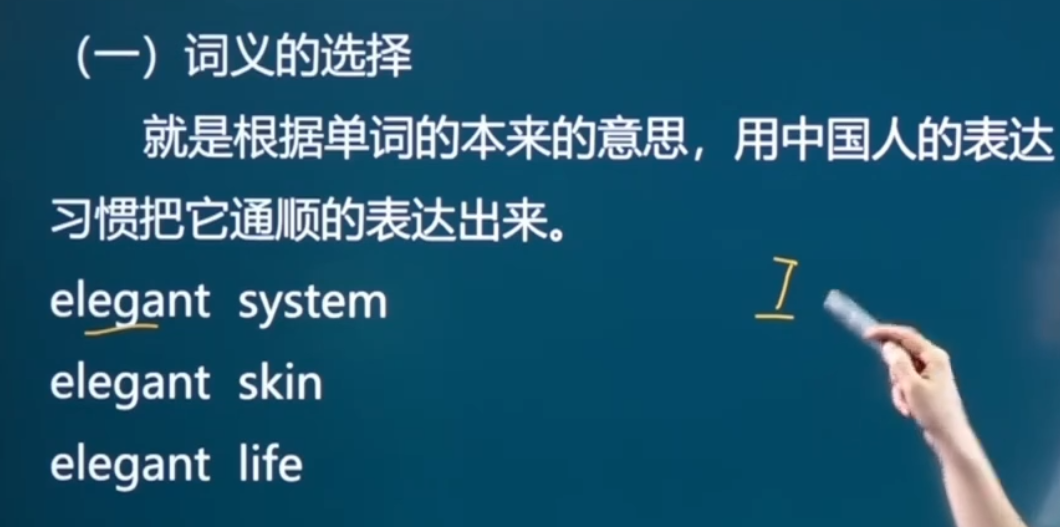 （一）词义的选择
就是根据单词的本来的意思，用中国人的表达
习惯把它通顺的表达出来。
elegant system
elegant skin
elegant life